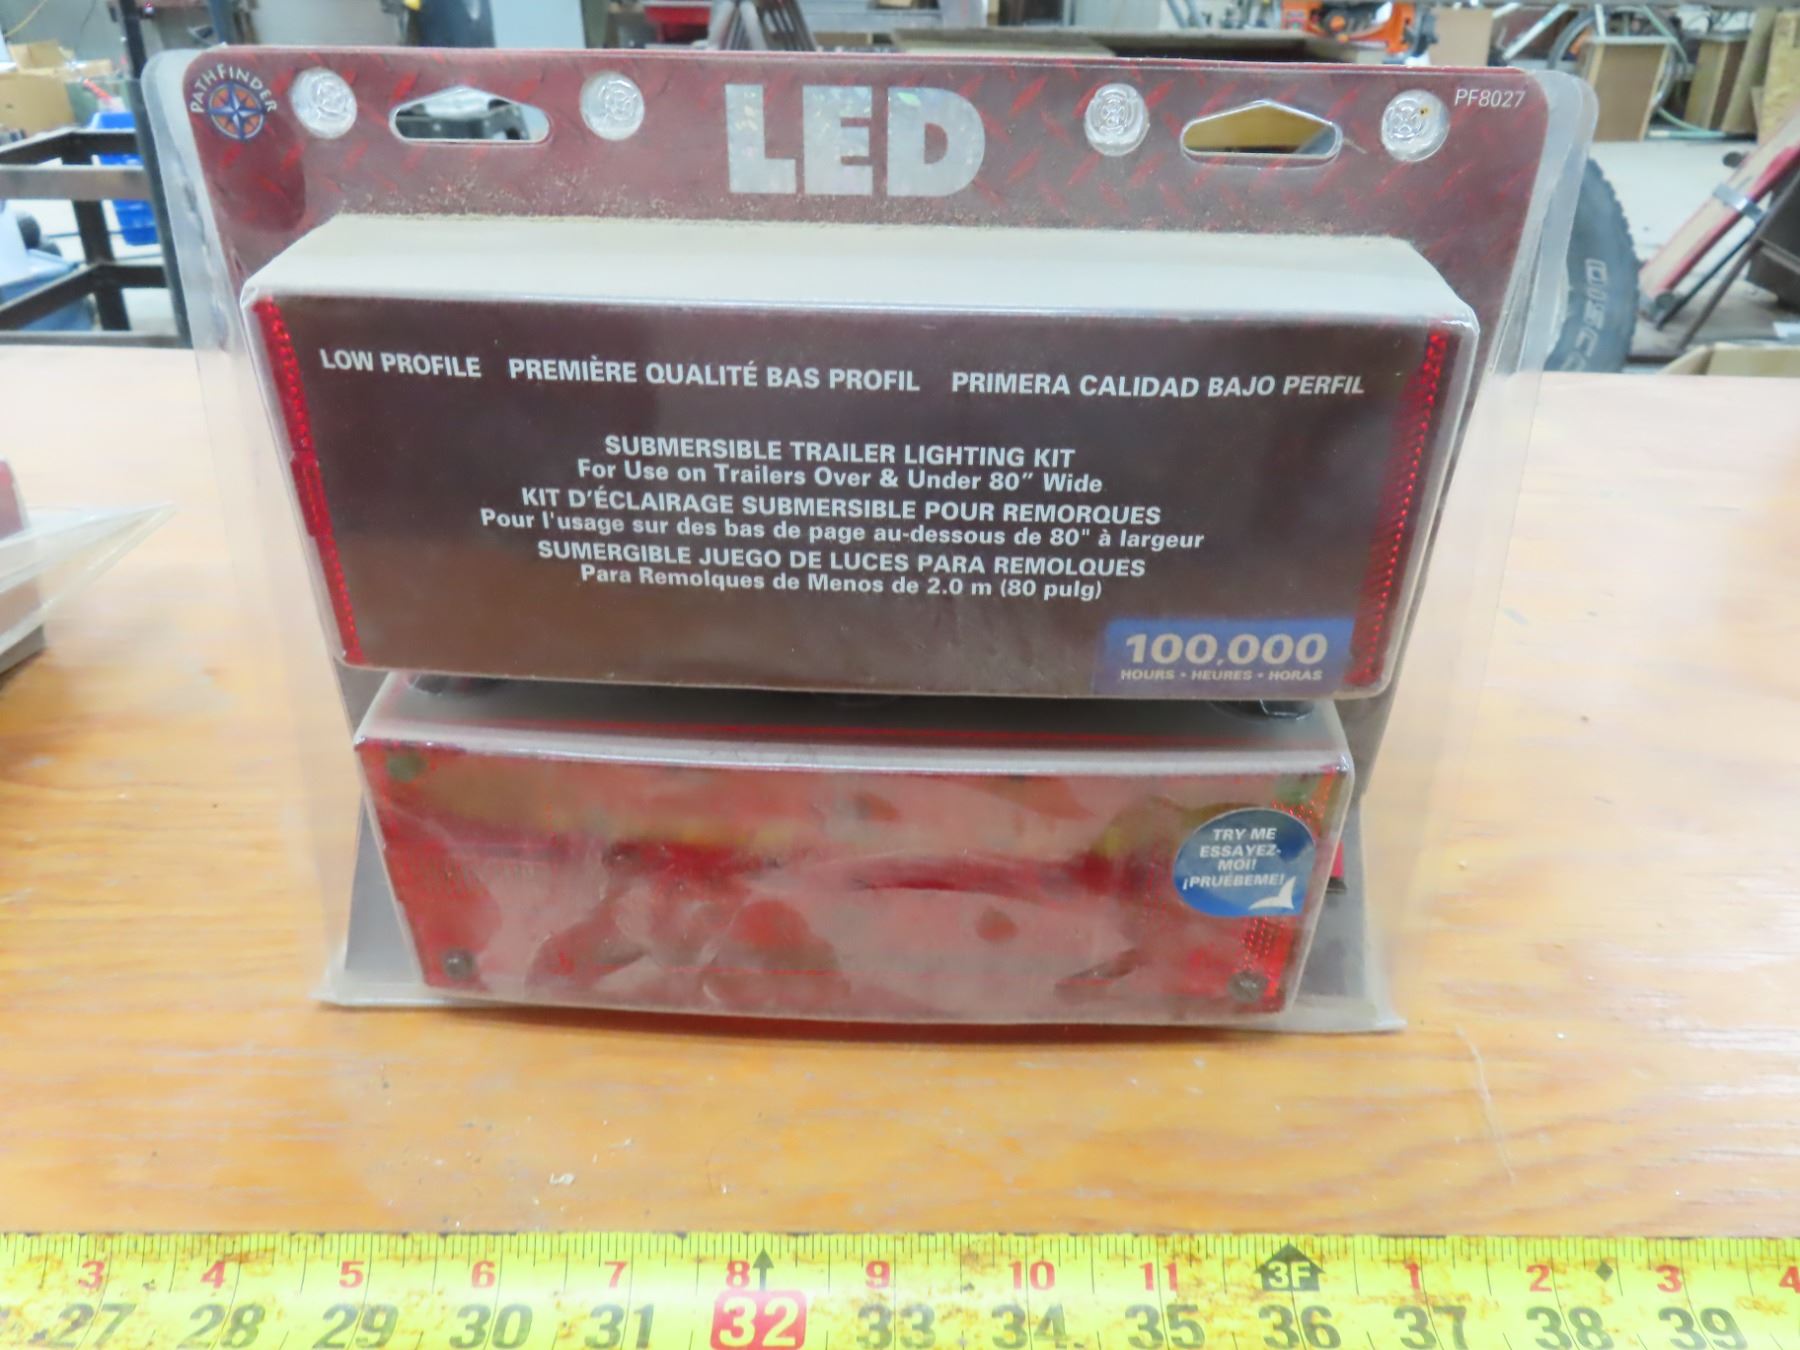 PATHFINDER
LED
PF8027
LOW PROFILE PREMIÈRE QUALITÉ BAS PROFIL PRIMERA CALIDAD BAJO PERFIL
SUBMERSIBLE TRAILER LIGHTING KIT
For Use on Trailers Over & Under 80" Wide
KIT D'ÉCLAIRAGE SUBMERSIBLE POUR REMORQUES
Pour l'usage sur des bas de page au-dessous de 80" à largeur
SUMERGIBLE JUEGO DE LUCES PARA REMOLQUES
Para Remolques de Menos de 2.0 m (80 pulg)
100,000
HOURS • HEURES • HORAS
TRY ME
ESSAYEZ-
MOI!
¡PRUÉBEME!
3 4 5 6 7 8 9 10 11 3F 1 2 3 4
27 28 29 30 31 32 33 34 35 36 37 38 39